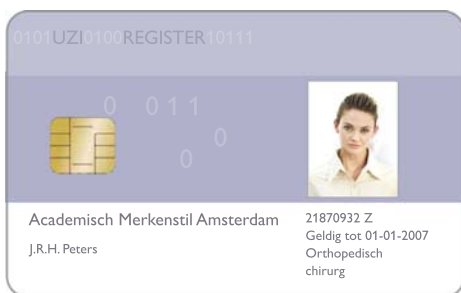 0101UZI0100REGISTER10111
0 011
0
0
Academisch Merkenstil Amsterdam
J.R.H. Peters
21870932 Z
Geldig tot 01-01-2007
Orthopedisch
chirurg